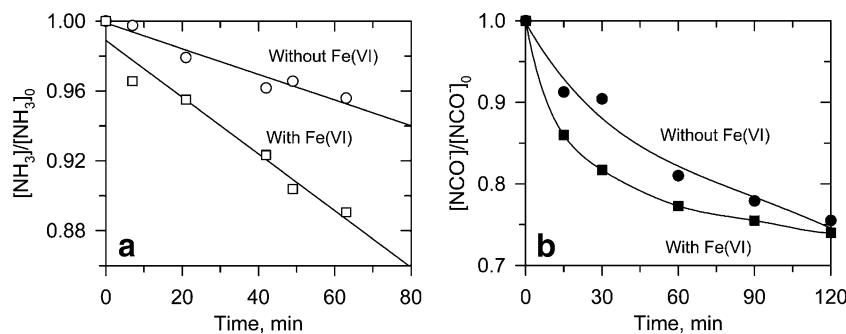 [NH₃]/[NH₃]₀
1.00
0.96
0.92
0.88
Without Fe(VI)
With Fe(VI)
a
0
20
40
60
80
Time, min
[NCO⁻]/[NCO⁻]₀
1.0
0.9
0.8
0.7
Without Fe(VI)
With Fe(VI)
b
0
30
60
90
120
Time, min